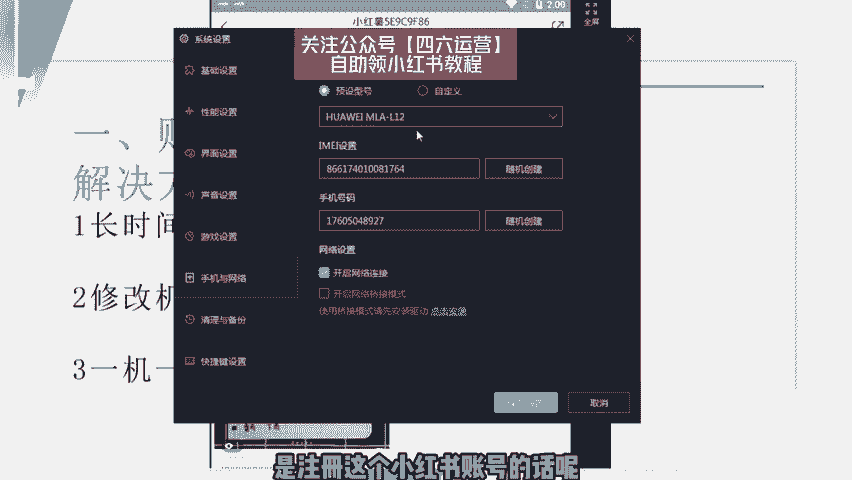 2:00
小红薯5E9C9F86
全屏
系统设置
关注公众号【四六运营】
自助领小红书教程
基础设置
预设型号
自定义
性能设置
HUAWEI MLA-L12
界面设置
IMEI设置
866174010081764
随机创建
声音设置
手机号码
17605048927
随机创建
游戏设置
网络设置
手机与网络
开启网络连接
开启网络桥接模式
使用桥接模式请先安装驱动 点击安装
清理与备份
快捷键设置
取消
一、账
解决
1长时间
2修改机
3一机一
是注册这个小红书账号的话呢